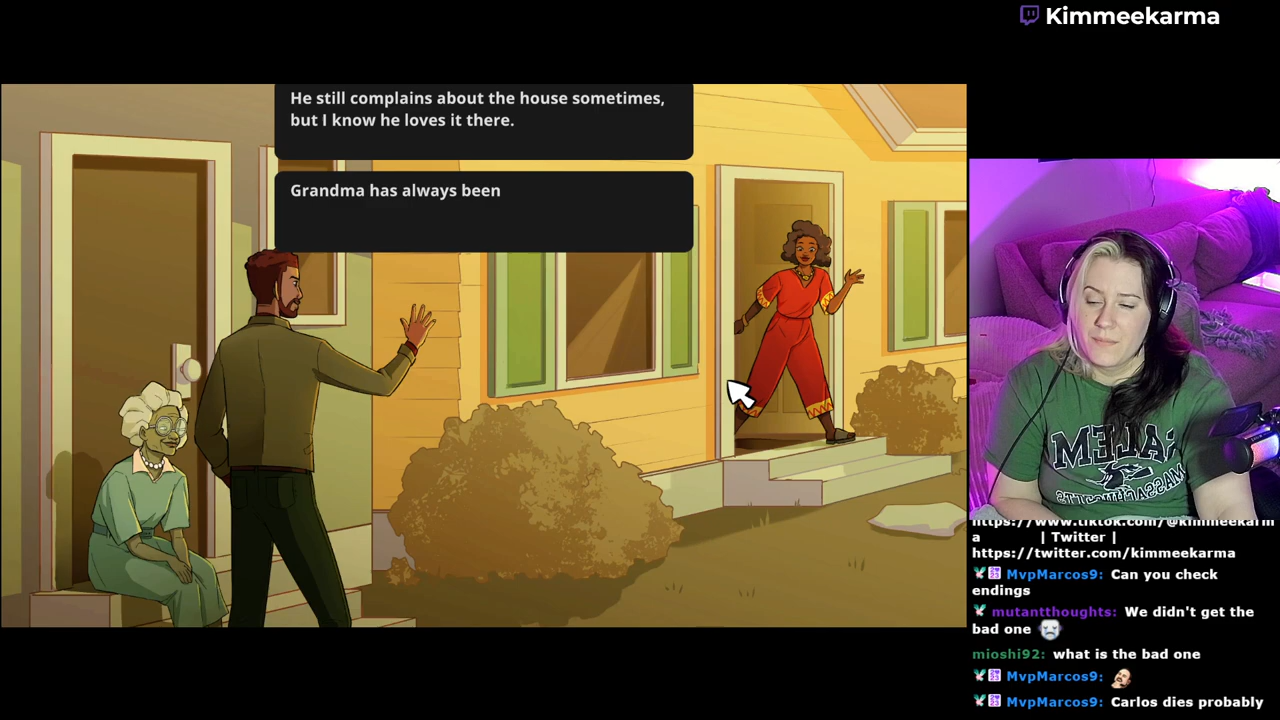 Kimmeekarma
He still complains about the house sometimes,
but I know he loves it there.
Grandma has always been
https://www.tiktok.com/@kimmeekarm
a | Twitter |
https://twitter.com/kimmeekarma
MvpMarcos9: Can you check
endings
mutantthoughts: We didn't get the
bad one
mioshi92: what is the bad one
MvpMarcos9:
MvpMarcos9: Carlos dies probably